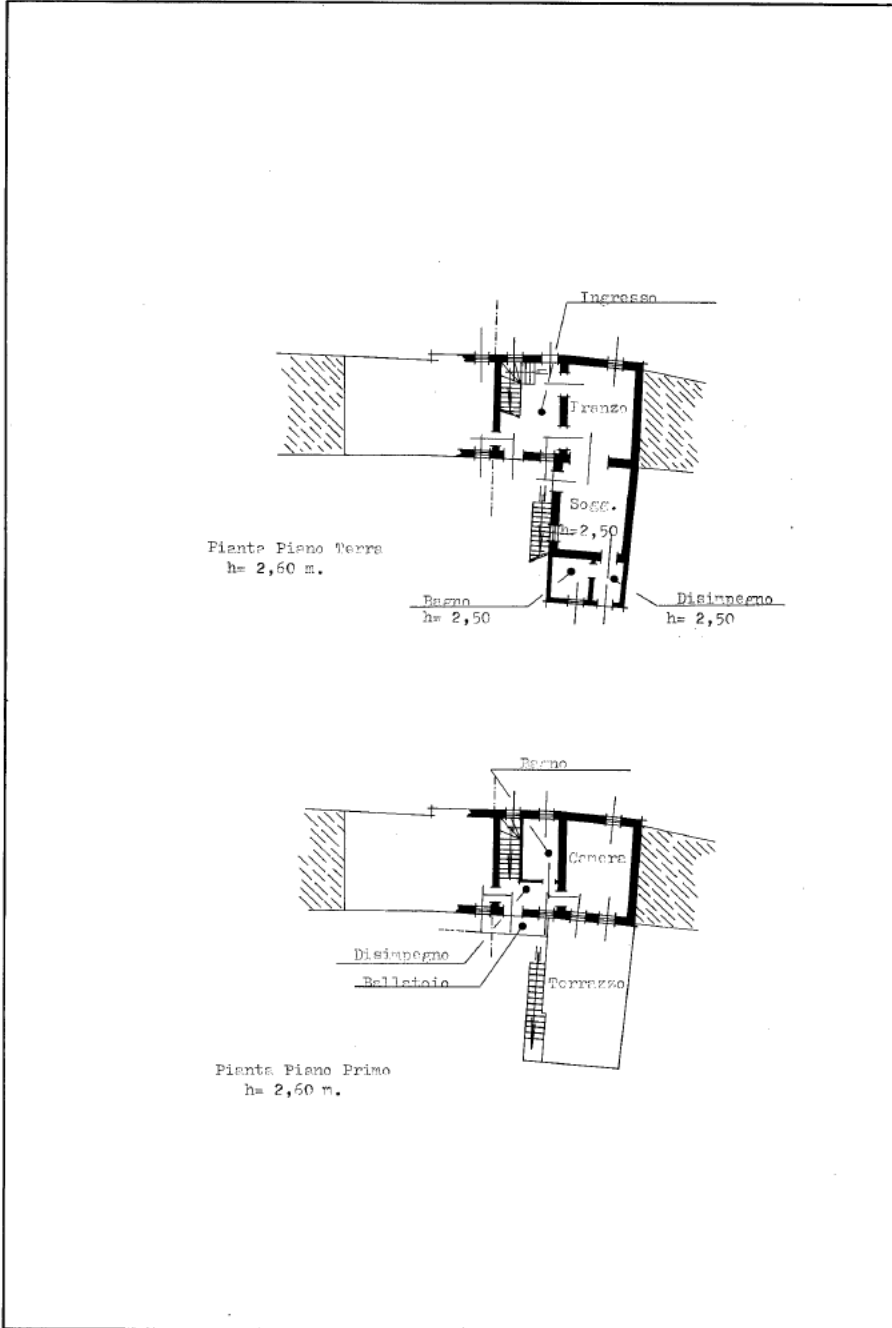 Ingresso
Pranzo
Sogg.
h=2,50
Pianta Piano Terra
h= 2,60 m.
Bagno
h= 2,50
Disimpegno
h= 2,50
Bagno
Camera
Disimpegno
Ballatoio
Terrazzo
Pianta Piano Primo
h= 2,60 m.